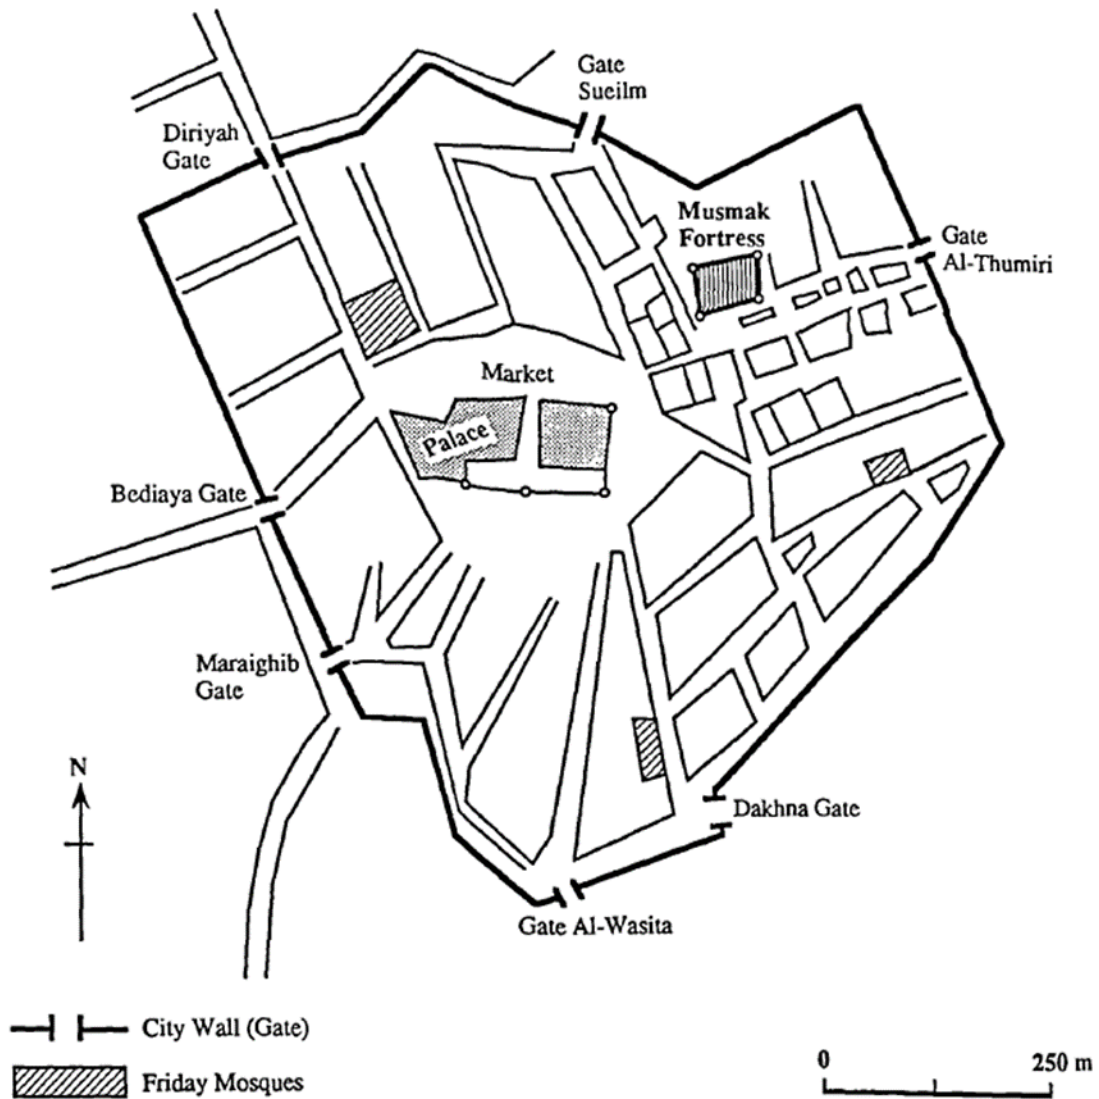 Gate
Sueilm
Diriyah
Gate
Musmak
Fortress
Gate
Al-Thumiri
Market
Palace
Bediaya Gate
Maraighib
Gate
N
Dakhna Gate
Gate Al-Wasita
City Wall (Gate)
Friday Mosques
0 250 m